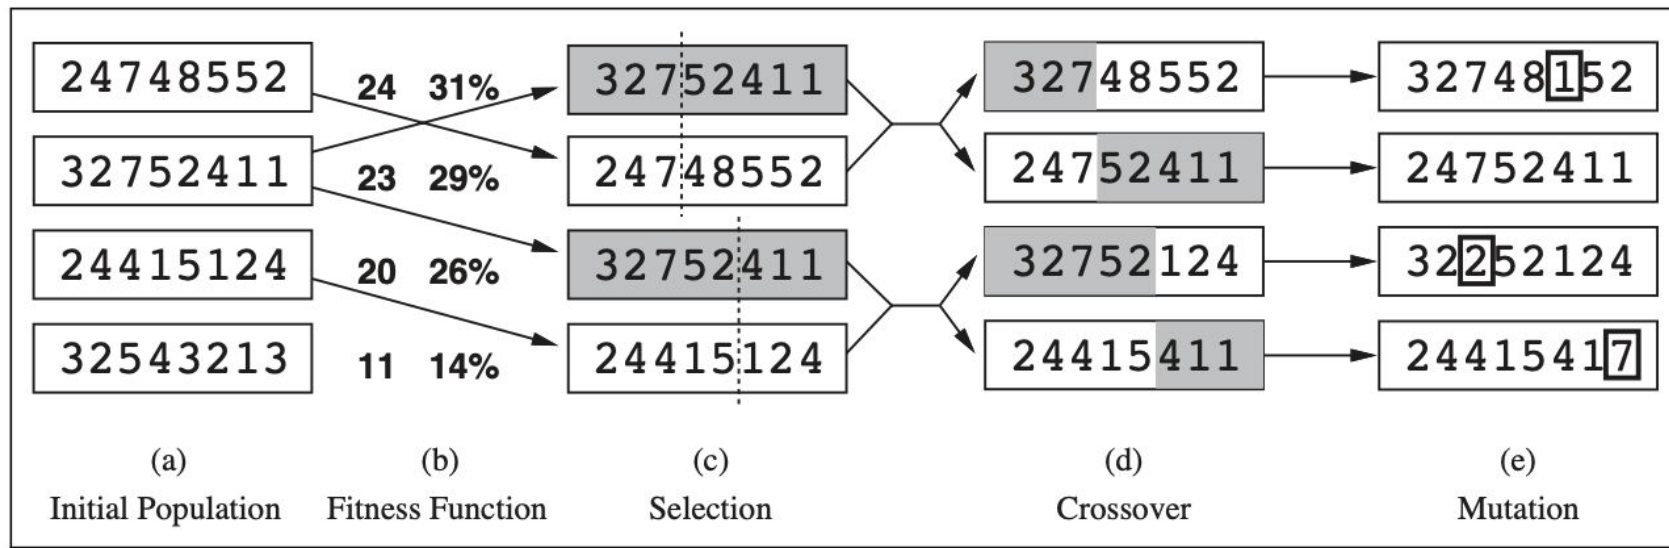 24748552 24 31% 32752411 32748552 32748152
32752411 23 29% 24748552 24752411 24752411
24415124 20 26% 32752411 32752124 32252124
32543213 11 14% 24415124 24415411 24415417
(a) (b) (c) (d) (e)
Initial Population Fitness Function Selection Crossover Mutation